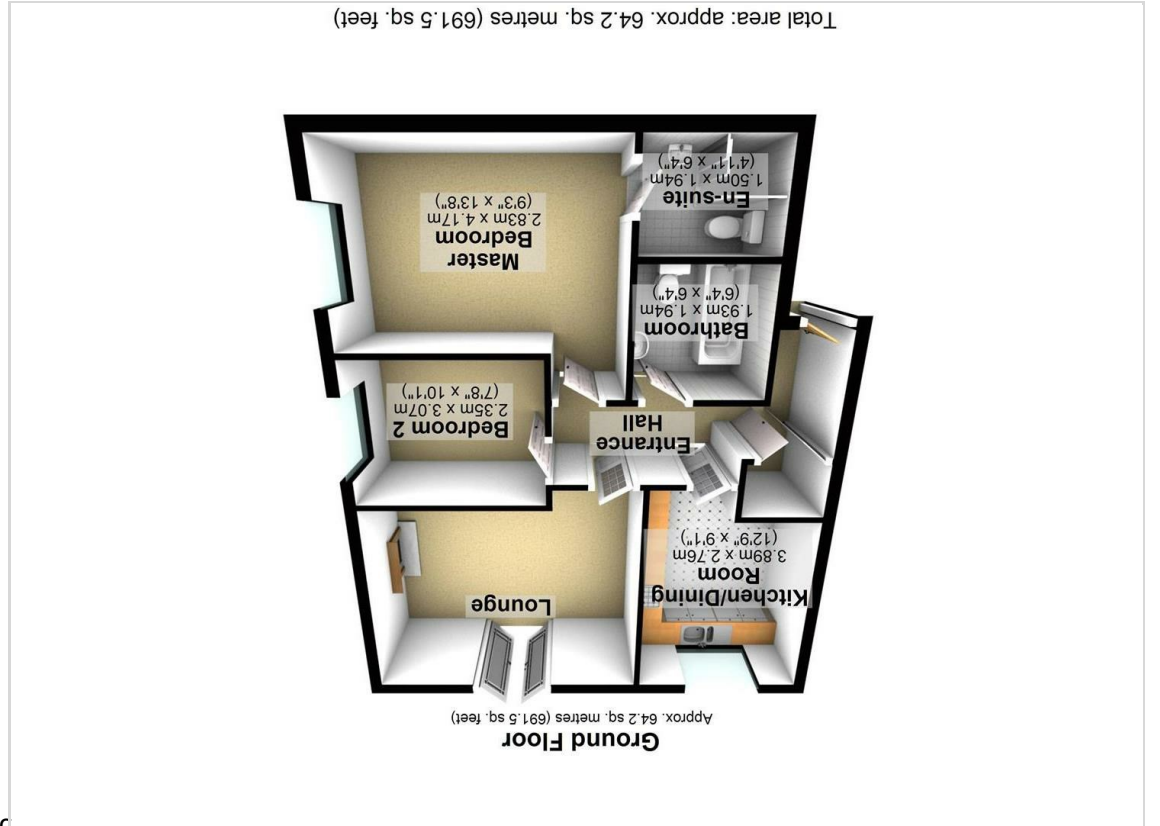 Ground Floor
Approx. 64.2 sq. metres (691.5 sq. feet)
Lounge
Kitchen/Dining
Room
3.89m x 2.76m
(12'9" x 9'1")
Entrance
Hall
Bedroom 2
2.35m x 3.07m
(7'8" x 10'1")
Bathroom
1.93m x 1.94m
(6'4" x 6'4")
Master
Bedroom
2.83m x 4.17m
(9'3" x 13'8")
En-suite
1.50m x 1.94m
(4'11" x 6'4")
Total area: approx. 64.2 sq. metres (691.5 sq. feet)